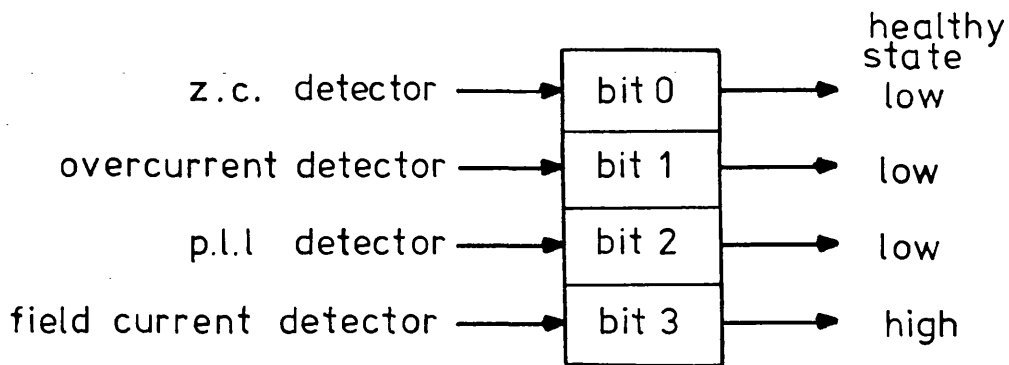 healthy
state
z.c. detector bit 0 low
overcurrent detector bit 1 low
p.l.l detector bit 2 low
field current detector bit 3 high